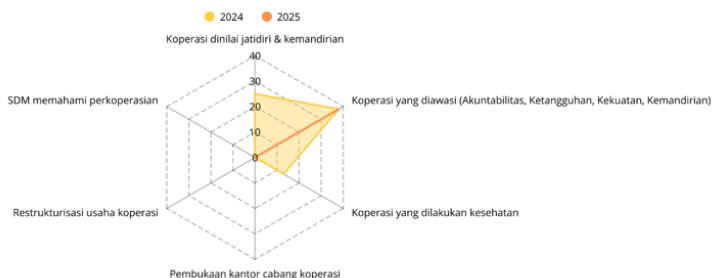 2024 2025
Koperasi dinilai jatidiri & kemandirian
40
30
SDM memahami perkoperasian
Koperasi yang diawasi (Akuntabilitas, Ketangguhan, Kekuatan, Kemandirian)
20
10
0
Restrukturisasi usaha koperasi
Koperasi yang dilakukan kesehatan
Pembukaan kantor cabang koperasi